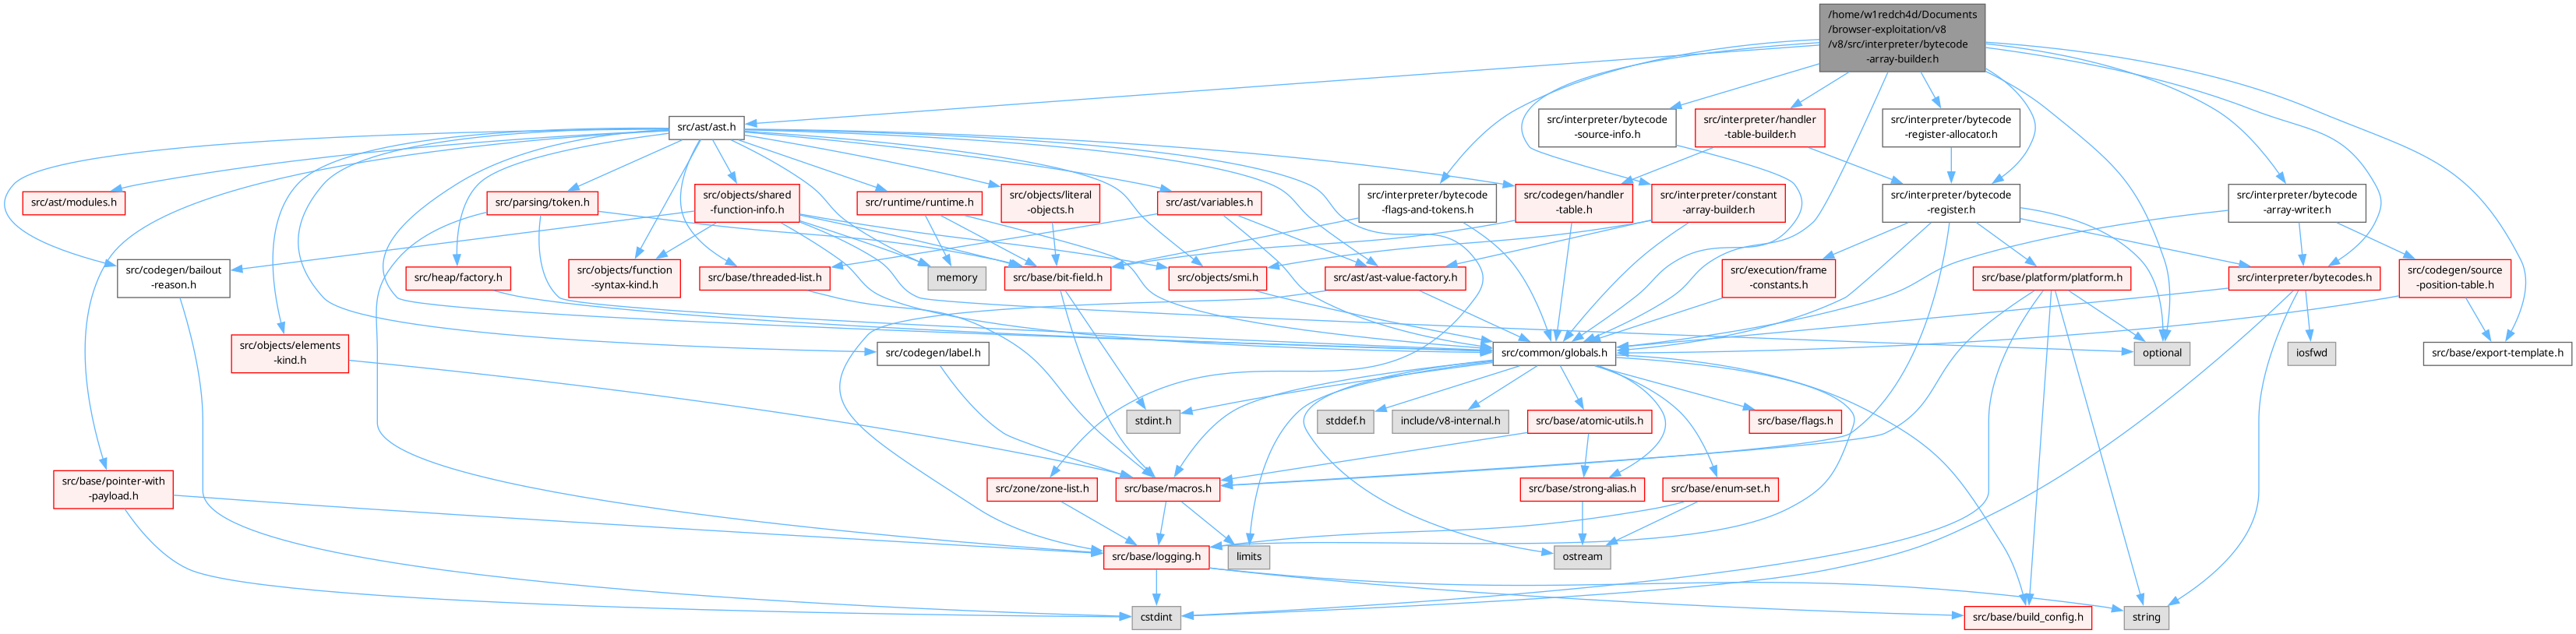 /home/w1redch4d/Documents
/browser-exploitation/v8
/v8/src/interpreter/bytecode
-array-builder.h
src/ast/ast.h
src/interpreter/bytecode
-source-info.h
src/interpreter/handler
-table-builder.h
src/interpreter/bytecode
-register-allocator.h
src/ast/modules.h
src/parsing/token.h
src/objects/shared
-function-info.h
src/runtime/runtime.h
src/objects/literal
-objects.h
src/ast/variables.h
src/interpreter/bytecode
-flags-and-tokens.h
src/codegen/handler
-table.h
src/interpreter/constant
-array-builder.h
src/interpreter/bytecode
-register.h
src/interpreter/bytecode
-array-writer.h
src/codegen/bailout
-reason.h
src/heap/factory.h
src/objects/function
-syntax-kind.h
src/base/threaded-list.h
memory
src/base/bit-field.h
src/objects/smi.h
src/ast/ast-value-factory.h
src/execution/frame
-constants.h
src/base/platform/platform.h
src/interpreter/bytecodes.h
src/codegen/source
-position-table.h
src/objects/elements
-kind.h
src/codegen/label.h
src/common/globals.h
optional
iosfwd
src/base/export-template.h
stdint.h
stddef.h
include/v8-internal.h
src/base/atomic-utils.h
src/base/flags.h
src/base/pointer-with
-payload.h
src/zone/zone-list.h
src/base/macros.h
src/base/strong-alias.h
src/base/enum-set.h
src/base/logging.h
limits
ostream
cstdint
src/base/build_config.h
string